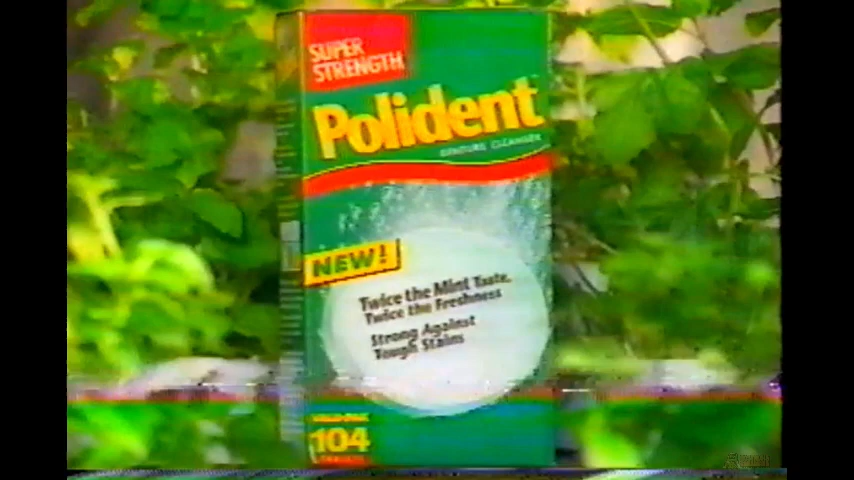 SUPER
STRENGTH
Polident
DENTURE CLEANSER
NEW!
Twice the Mint Taste,
Twice the Freshness
Strong Against
Tough Stains
104